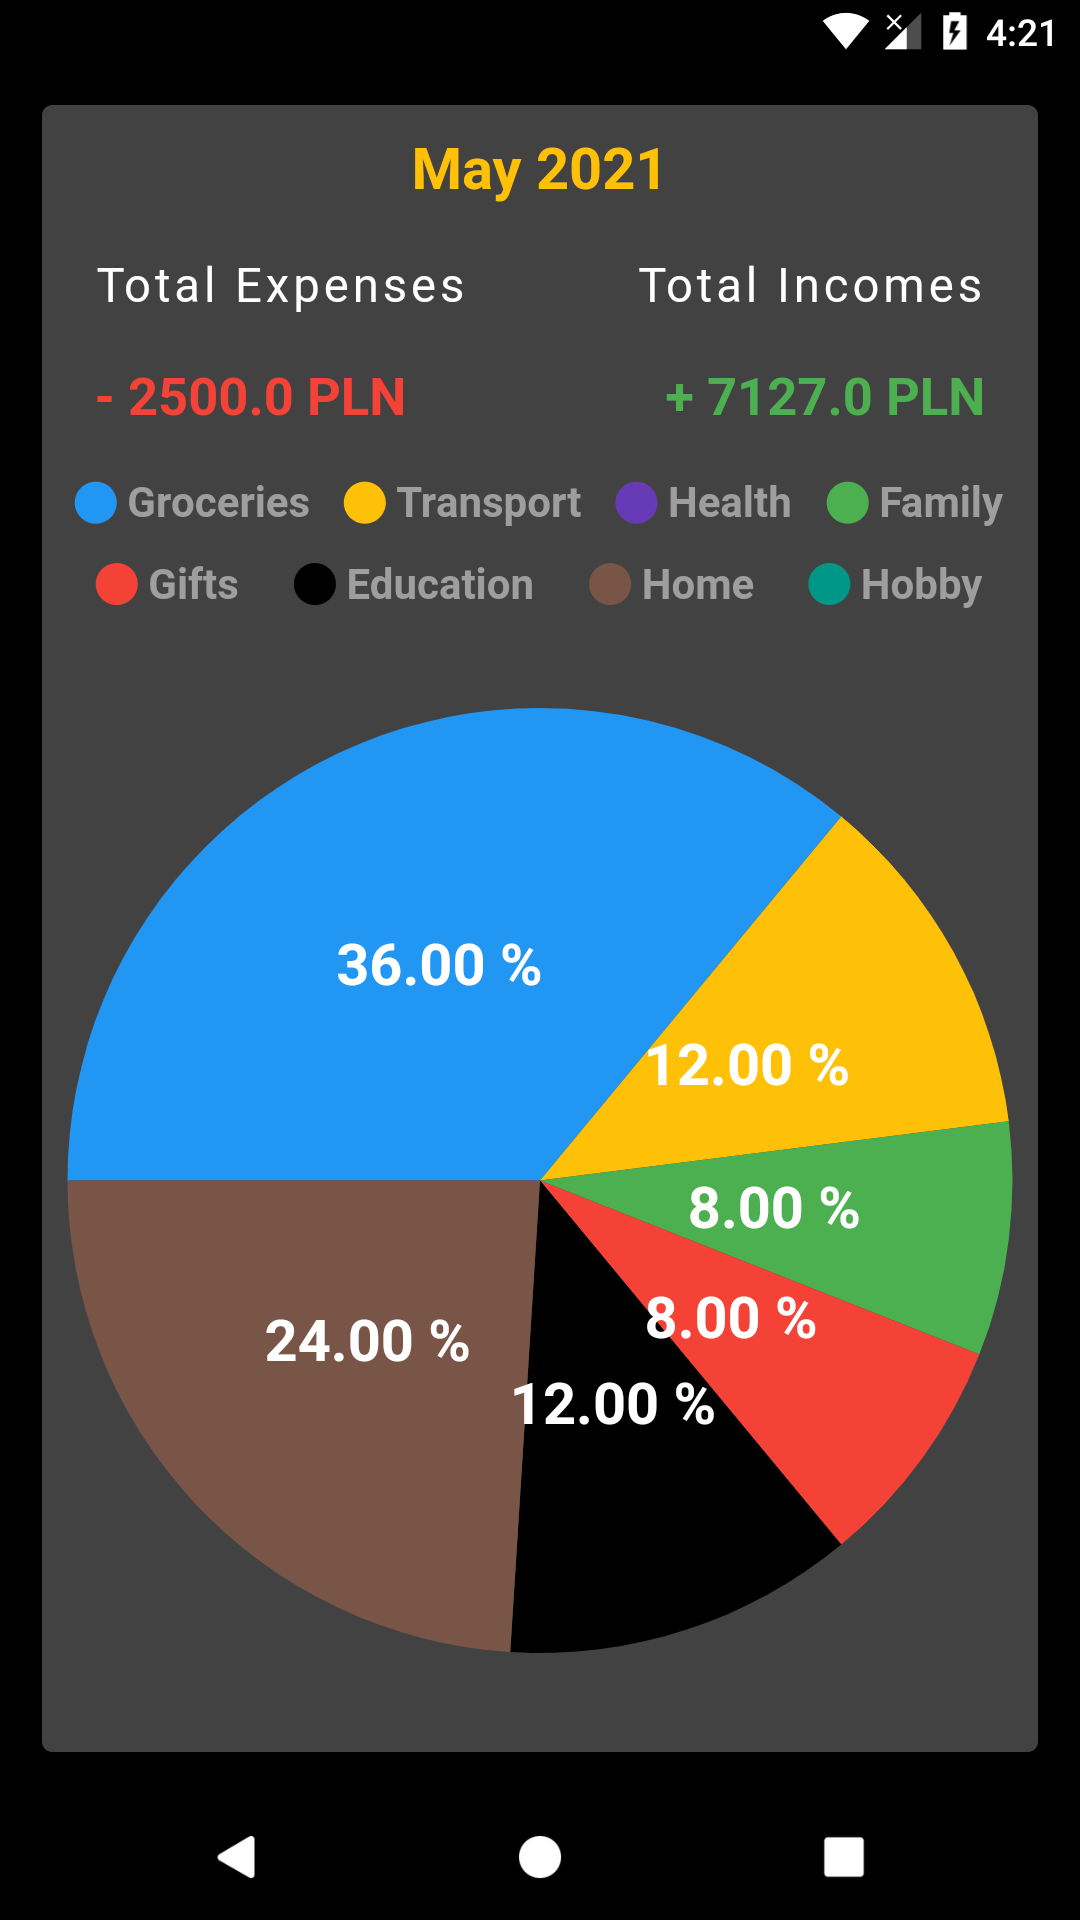 4:21
May 2021
Total Expenses Total Incomes
- 2500.0 PLN + 7127.0 PLN
Groceries Transport Health Family
Gifts Education Home Hobby
36.00 %
12.00 %
8.00 %
8.00 %
24.00 %
12.00 %